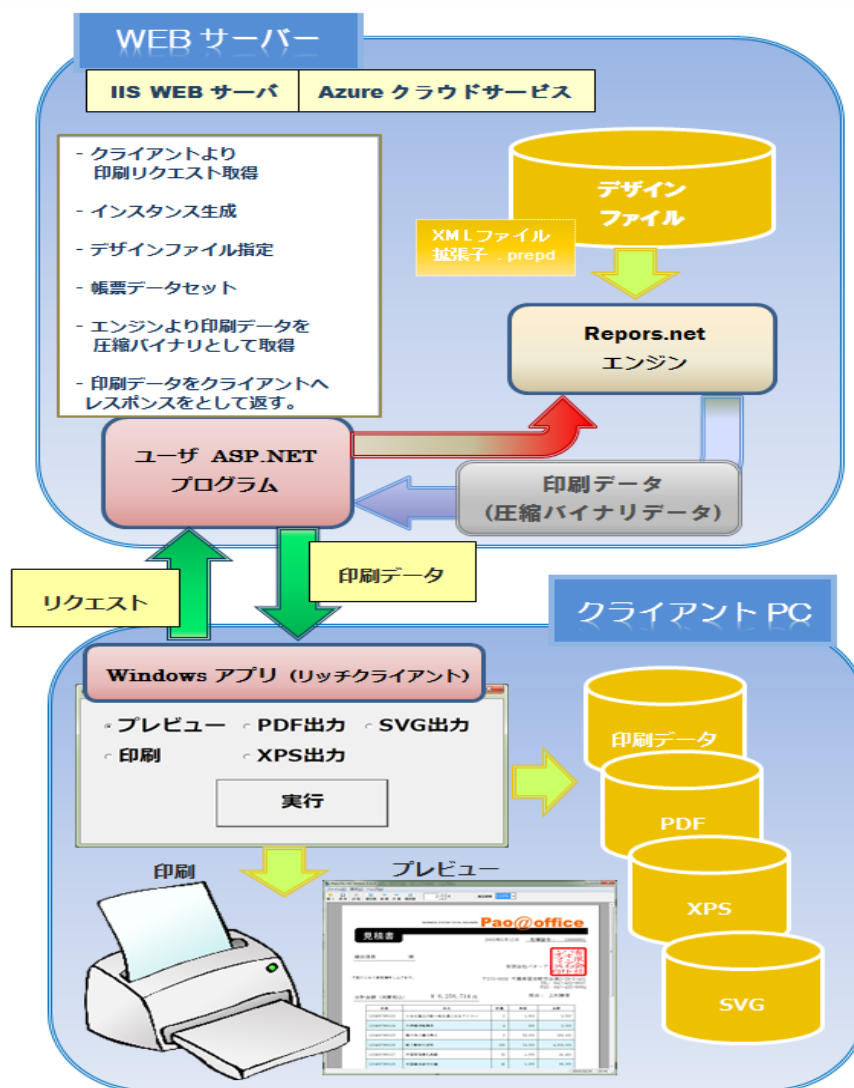 WEB サーバー
IIS WEB サーバ
Azure クラウドサービス
- クライアントより
印刷リクエスト取得
- インスタンス生成
- デザインファイル指定
- 帳票データセット
- エンジンより印刷データを
圧縮バイナリとして取得
- 印刷データをクライアントへ
レスポンスをとして返す。
デザイン
ファイル
XMLファイル
拡張子 . prepd
Repors.net
エンジン
ユーザ ASP.NET
プログラム
印刷データ
(圧縮バイナリデータ)
リクエスト
印刷データ
クライアント PC
Windows アプリ (リッチクライアント)
プレビュー
PDF出力
SVG出力
印刷
XPS出力
実行
印刷データ
PDF
XPS
SVG
印刷
プレビュー
Pao@office
見積書